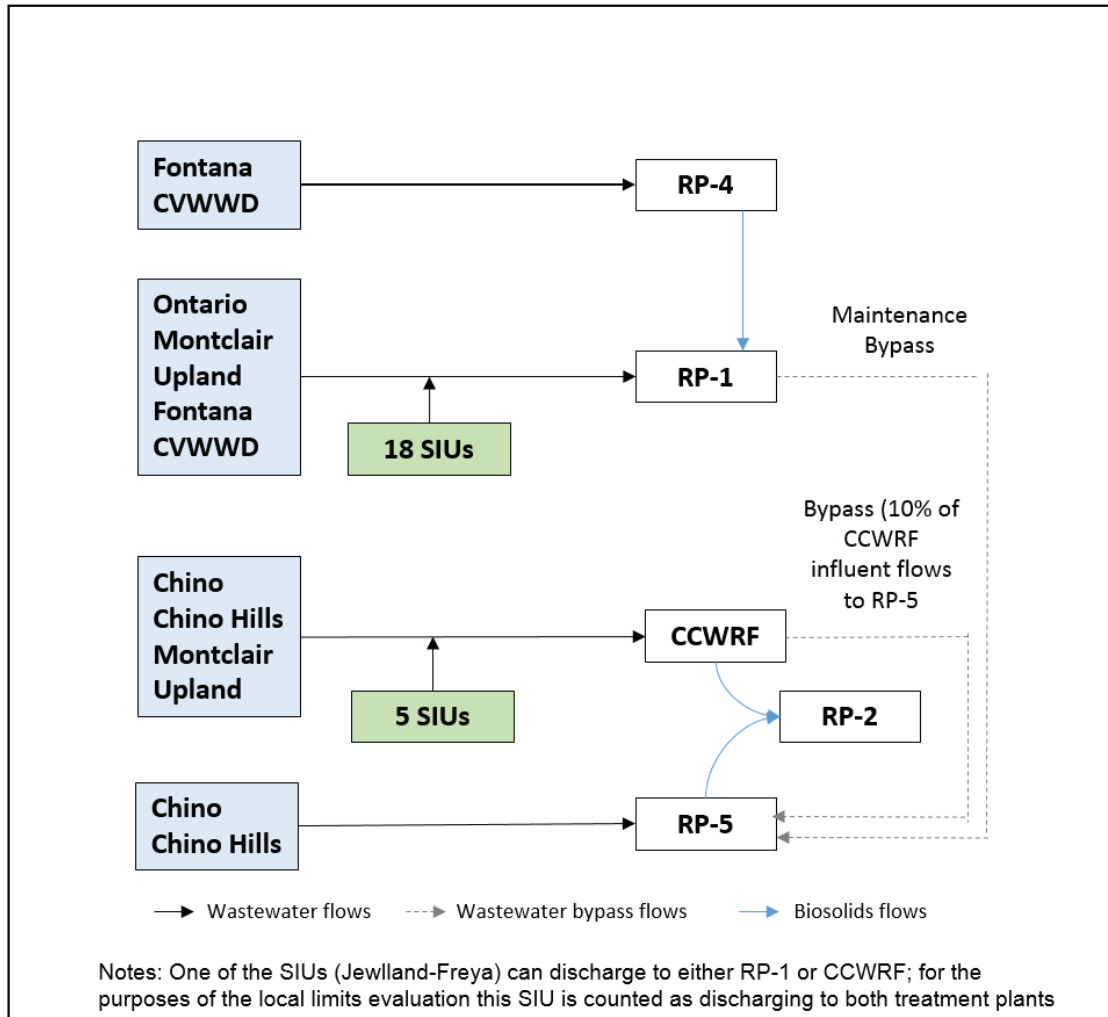 Fontana
CVWWD
RP-4
Ontario
Montclair
Upland
Fontana
CVWWD
18 SIUs
RP-1
Maintenance
Bypass
Bypass (10% of
CCWRF
influent flows
to RP-5
Chino
Chino Hills
Montclair
Upland
5 SIUs
CCWRF
RP-2
Chino
Chino Hills
RP-5
Wastewater flows
Wastewater bypass flows
Biosolids flows
Notes: One of the SIUs (Jewlland-Freya) can discharge to either RP-1 or CCWRF; for the
purposes of the local limits evaluation this SIU is counted as discharging to both treatment plants